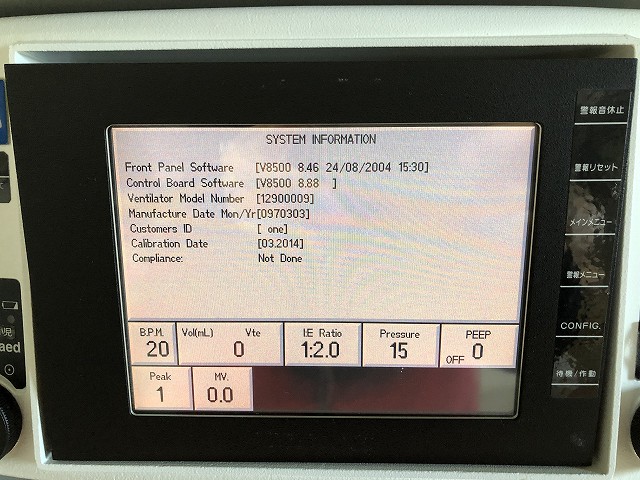 SYSTEM INFORMATION
Front Panel Software [V8500 8.46 24/08/2004 15:30]
Control Board Software [V8500 8.88 ]
Ventilator Model Number [12900009]
Manufacture Date Mon/Yr[0970303]
Customers ID [ one]
Calibration Date [03.2014]
Compliance: Not Done
B.P.M. Vol(mL) Vte I:E Ratio Pressure PEEP
20 0 1:2.0 15 OFF 0
Peak MV.
1 0.0
警報音休止
警報リセット
メインメニュー
警報メニュー
CONFIG.
待機/作動
児
aed